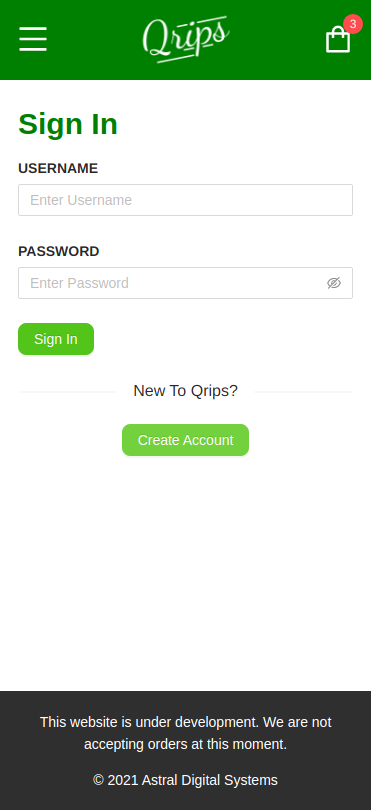 Qrips
3
Sign In
USERNAME
Enter Username
PASSWORD
Enter Password
Sign In
New To Qrips?
Create Account
This website is under development. We are not
accepting orders at this moment.
© 2021 Astral Digital Systems